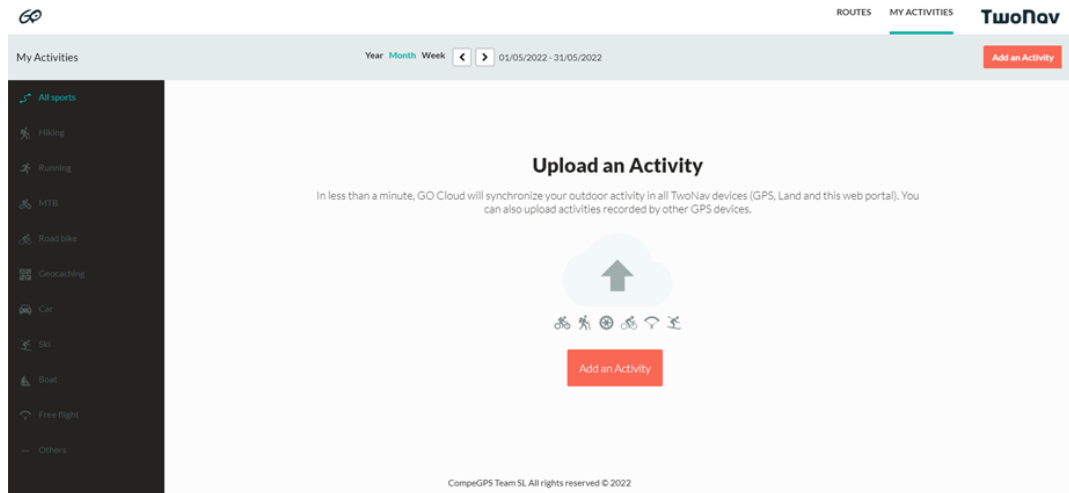 GO
ROUTES MY ACTIVITIES TwoNav
My Activities Year Month Week 01/05/2022 - 31/05/2022 Add an Activity
All sports
Hiking
Running
MTB
Road bike
Geocaching
Car
Ski
Boat
Free flight
Others
Upload an Activity
In less than a minute, GO Cloud will synchronize your outdoor activity in all TwoNav devices (GPS, Land and this web portal). You
can also upload activities recorded by other GPS devices.
Add an Activity
CompeGPS Team SL All rights reserved © 2022